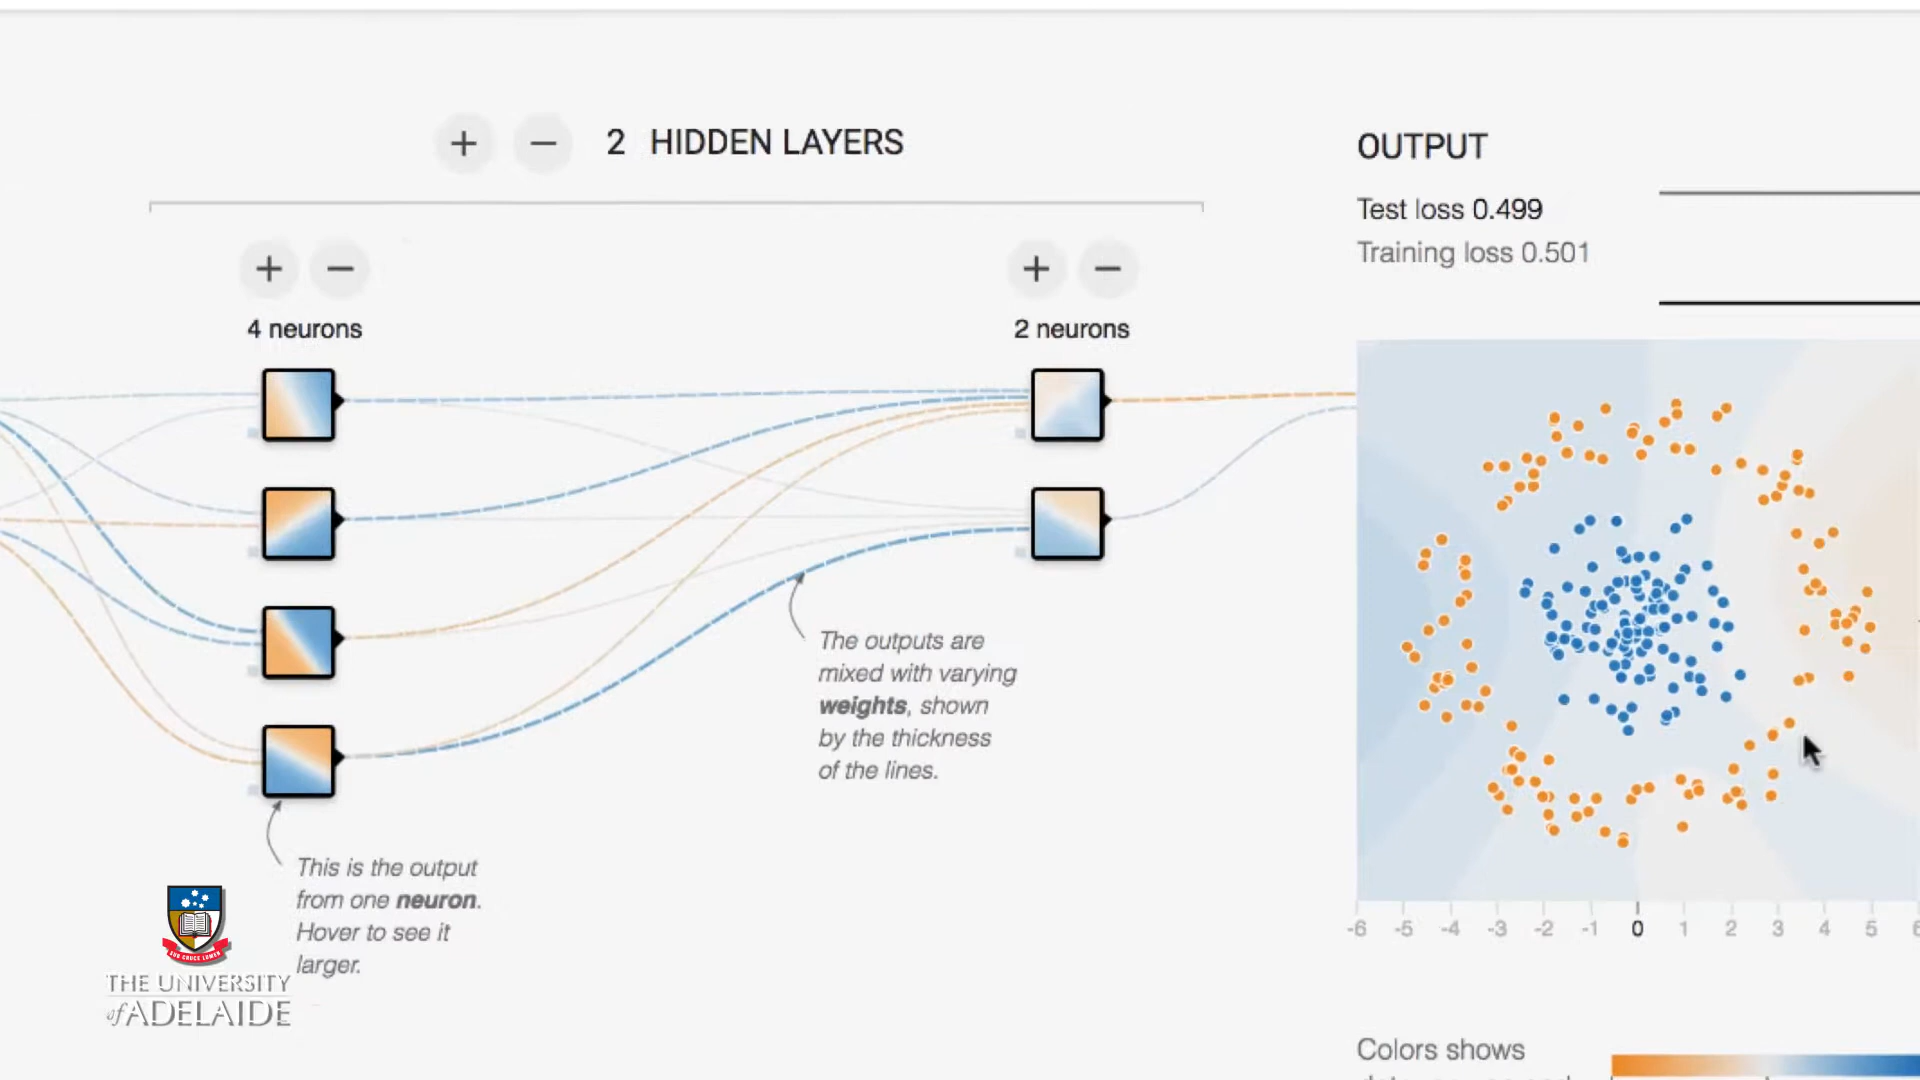 + − 2 HIDDEN LAYERS
OUTPUT
Test loss 0.499
Training loss 0.501
+ −
4 neurons
+ −
2 neurons
The outputs are
mixed with varying
weights, shown
by the thickness
of the lines.
This is the output
from one neuron.
Hover to see it
larger.
-6 -5 -4 -3 -2 -1 0 1 2 3 4 5
SUB CRUCE LUMEN
THE UNIVERSITY
of ADELAIDE
Colors shows